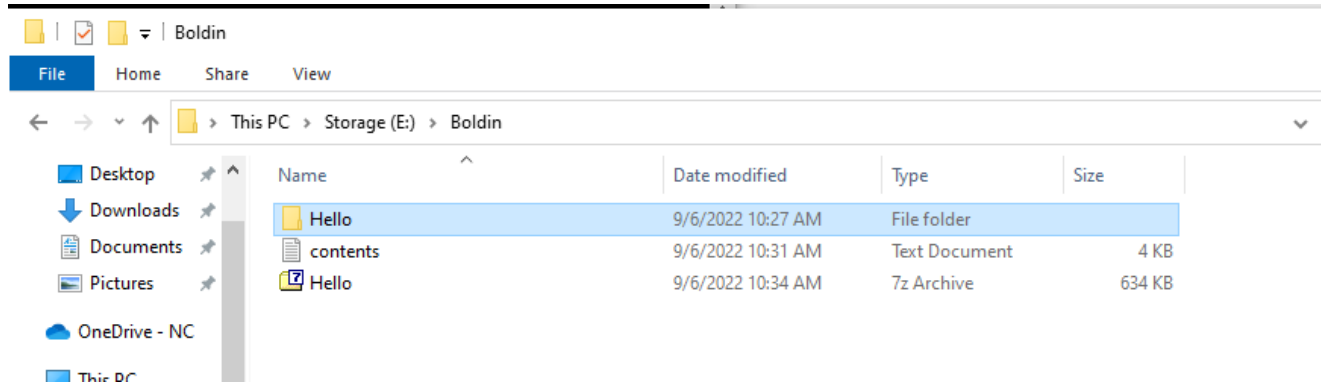 Boldin
File Home Share View
This PC > Storage (E:) > Boldin
Desktop
Downloads
Documents
Pictures
OneDrive - NC
This PC
Name Date modified Type Size
Hello 9/6/2022 10:27 AM File folder
contents 9/6/2022 10:31 AM Text Document 4 KB
Hello 9/6/2022 10:34 AM 7z Archive 634 KB